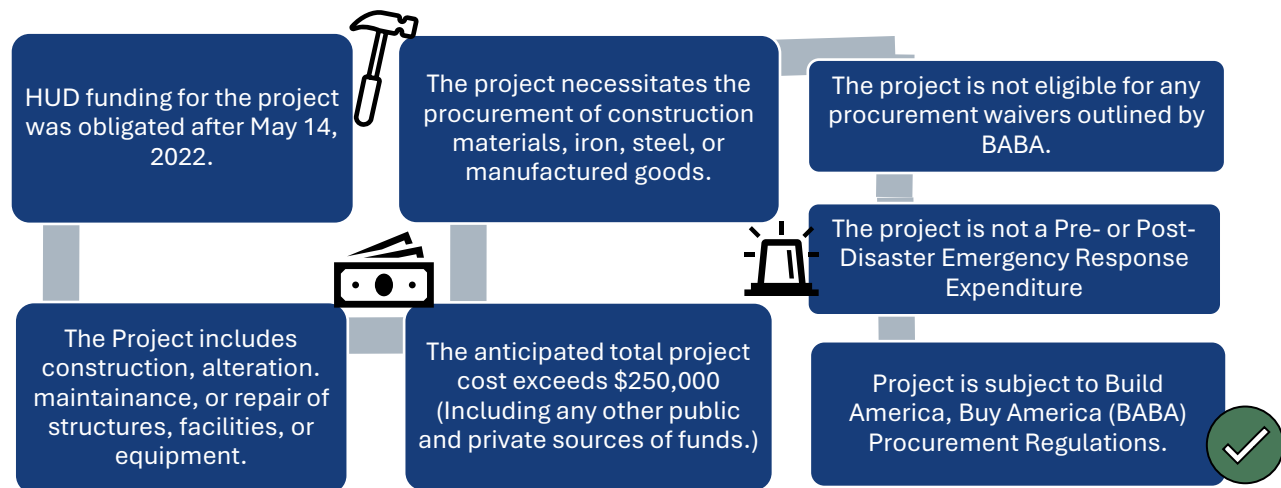 HUD funding for the project
was obligated after May 14,
2022.
The Project includes
construction, alteration.
maintainance, or repair of
structures, facilities, or
equipment.
The anticipated total project
cost exceeds $250,000
(Including any other public
and private sources of funds.)
The project necessitates the
procurement of construction
materials, iron, steel, or
manufactured goods.
The project is not eligible for any
procurement waivers outlined by
BABA.
The project is not a Pre- or Post-
Disaster Emergency Response
Expenditure
Project is subject to Build
America, Buy America (BABA)
Procurement Regulations.